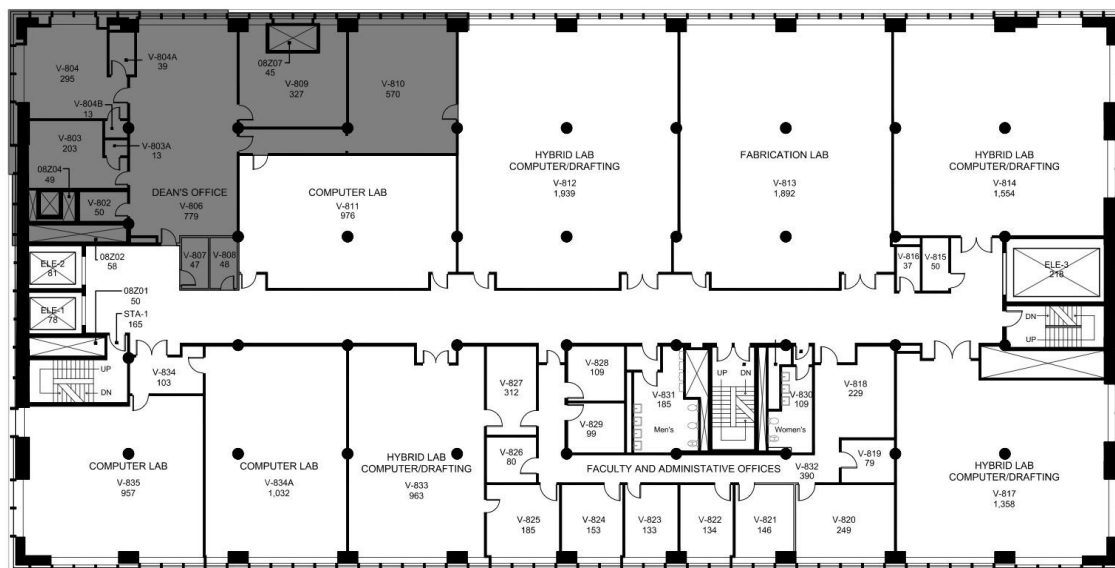 V-804
295
V-804A
39
08Z07
45
V-809
327
V-810
570
V-804B
13
V-803
203
V-803A
13
08Z04
49
V-802
50
DEAN'S OFFICE
V-806
779
COMPUTER LAB
V-811
976
HYBRID LAB
COMPUTER/DRAFTING
V-812
1,939
FABRICATION LAB
V-813
1,892
HYBRID LAB
COMPUTER/DRAFTING
V-814
1,554
ELE-2
81
08Z02
58
V-807
47
V-808
48
V-816
37
V-815
50
ELE-3
218
ELE-1
78
08Z01
50
STA-1
165
DN
UP
UP
DN
V-834
103
V-827
312
V-828
109
V-829
99
V-831
185
Men's
UP
DN
V-830
109
Women's
V-818
229
V-826
80
FACULTY AND ADMINISTATIVE OFFICES
V-832
390
V-819
79
COMPUTER LAB
V-835
957
COMPUTER LAB
V-834A
1,032
HYBRID LAB
COMPUTER/DRAFTING
V-833
963
V-825
185
V-824
153
V-823
133
V-822
134
V-821
146
V-820
249
HYBRID LAB
COMPUTER/DRAFTING
V-817
1,358